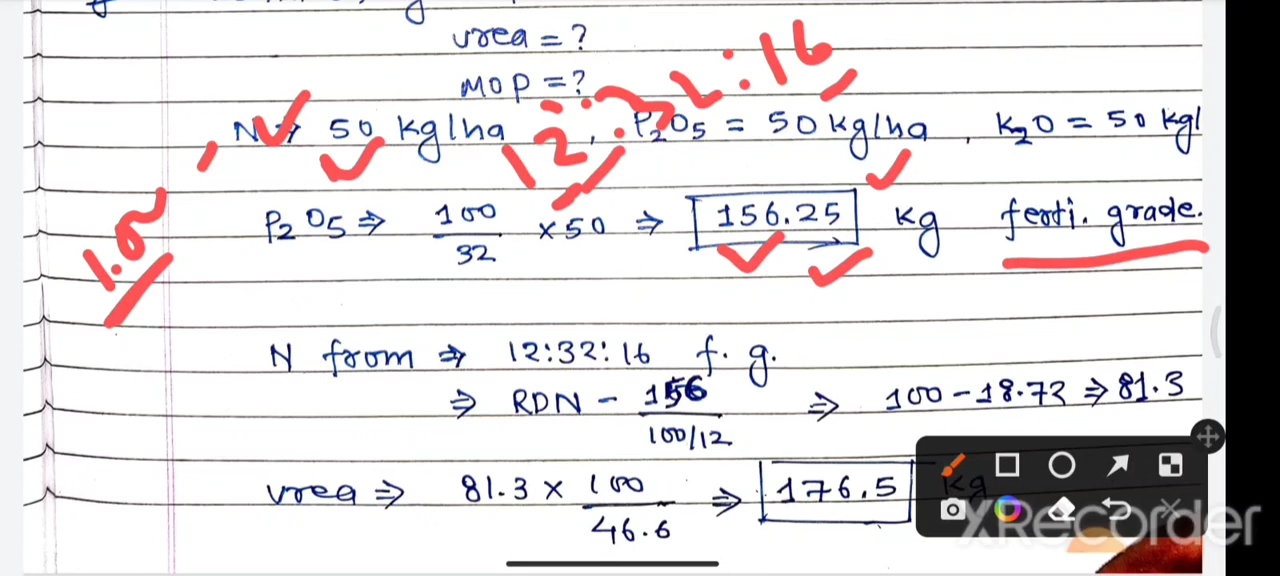 urea = ?
MOP = ?
12:32:16
N ⇒ 50 kg/ha , P2O5 = 50 kg/ha , K2O = 50 kg/
P2O5 ⇒ 100/32 × 50 ⇒ 156.25 kg ferti. grade.
N from ⇒ 12:32:16 f.g.
⇒ RDN - 156/100/12 ⇒ 100 - 18.72 ⇒ 81.3
urea ⇒ 81.3 × 100/46.6 ⇒ 176.5 kg
XRecorder